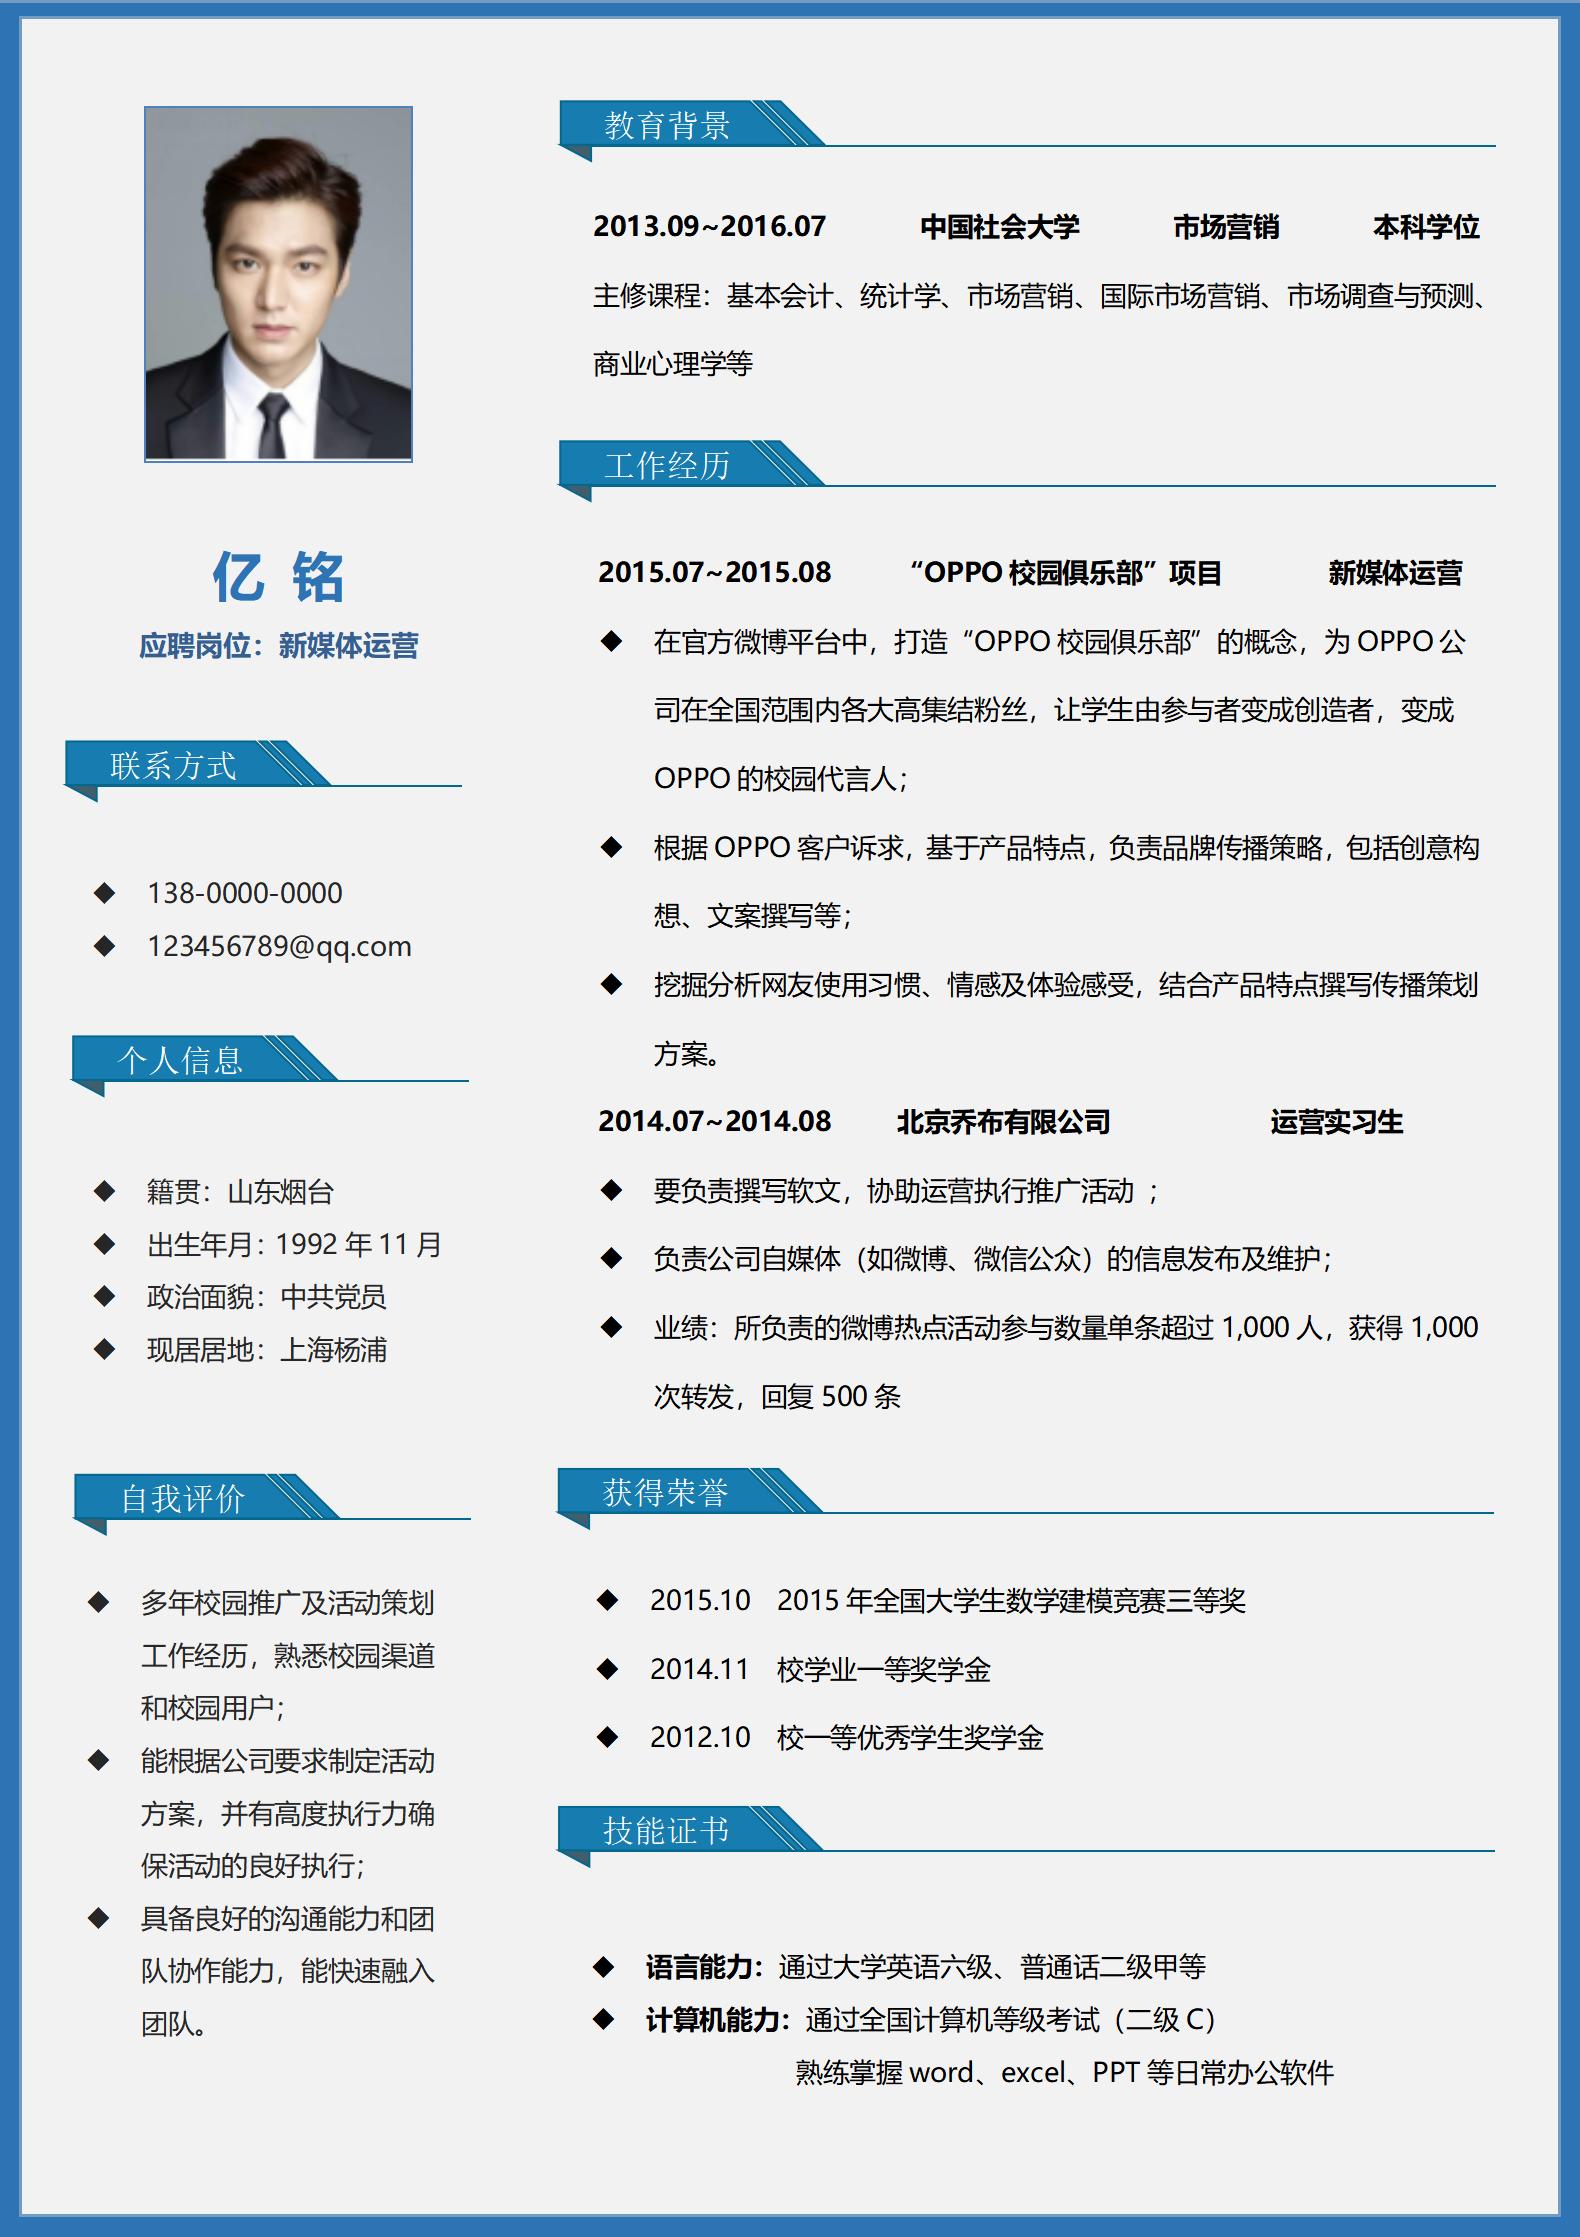 亿 铭
应聘岗位：新媒体运营
联系方式
138-0000-0000
123456789@qq.com
个人信息
籍贯：山东烟台
出生年月：1992 年 11 月
政治面貌：中共党员
现居居地：上海杨浦
自我评价
多年校园推广及活动策划
工作经历，熟悉校园渠道
和校园用户；
能根据公司要求制定活动
方案，并有高度执行力确
保活动的良好执行；
具备良好的沟通能力和团
队协作能力，能快速融入
团队。
教育背景
2013.09~2016.07 中国社会大学 市场营销 本科学位
主修课程：基本会计、统计学、市场营销、国际市场营销、市场调查与预测、
商业心理学等
工作经历
2015.07~2015.08 “OPPO 校园俱乐部”项目 新媒体运营
在官方微博平台中，打造“OPPO 校园俱乐部”的概念，为 OPPO 公
司在全国范围内各大高集结粉丝，让学生由参与者变成创造者，变成
OPPO 的校园代言人；
根据 OPPO 客户诉求，基于产品特点，负责品牌传播策略，包括创意构
想、文案撰写等；
挖掘分析网友使用习惯、情感及体验感受，结合产品特点撰写传播策划
方案。
2014.07~2014.08 北京乔布有限公司 运营实习生
要负责撰写软文，协助运营执行推广活动 ；
负责公司自媒体（如微博、微信公众）的信息发布及维护；
业绩：所负责的微博热点活动参与数量单条超过 1,000 人，获得 1,000
次转发，回复 500 条
获得荣誉
2015.10 2015 年全国大学生数学建模竞赛三等奖
2014.11 校学业一等奖学金
2012.10 校一等优秀学生奖学金
技能证书
语言能力：通过大学英语六级、普通话二级甲等
计算机能力：通过全国计算机等级考试（二级 C）
熟练掌握 word、excel、PPT 等日常办公软件